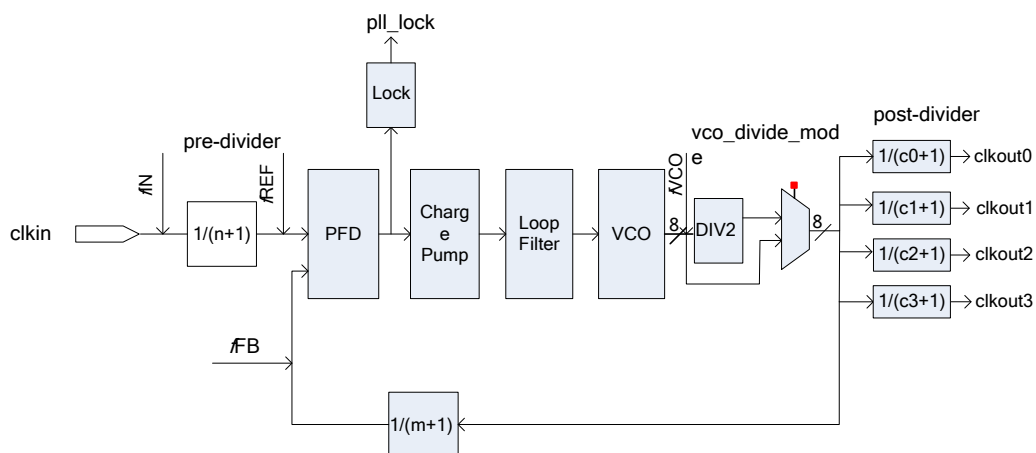 pll_lock
Lock
post-divider
pre-divider
vco_divide_mod
e
fIN
fREF
fVCO
1/(c0+1)
clkout0
clkin
1/(n+1)
PFD
Charg
e
Pump
Loop
Filter
VCO
8
DIV2
8
1/(c1+1)
clkout1
1/(c2+1)
clkout2
1/(c3+1)
clkout3
fFB
1/(m+1)